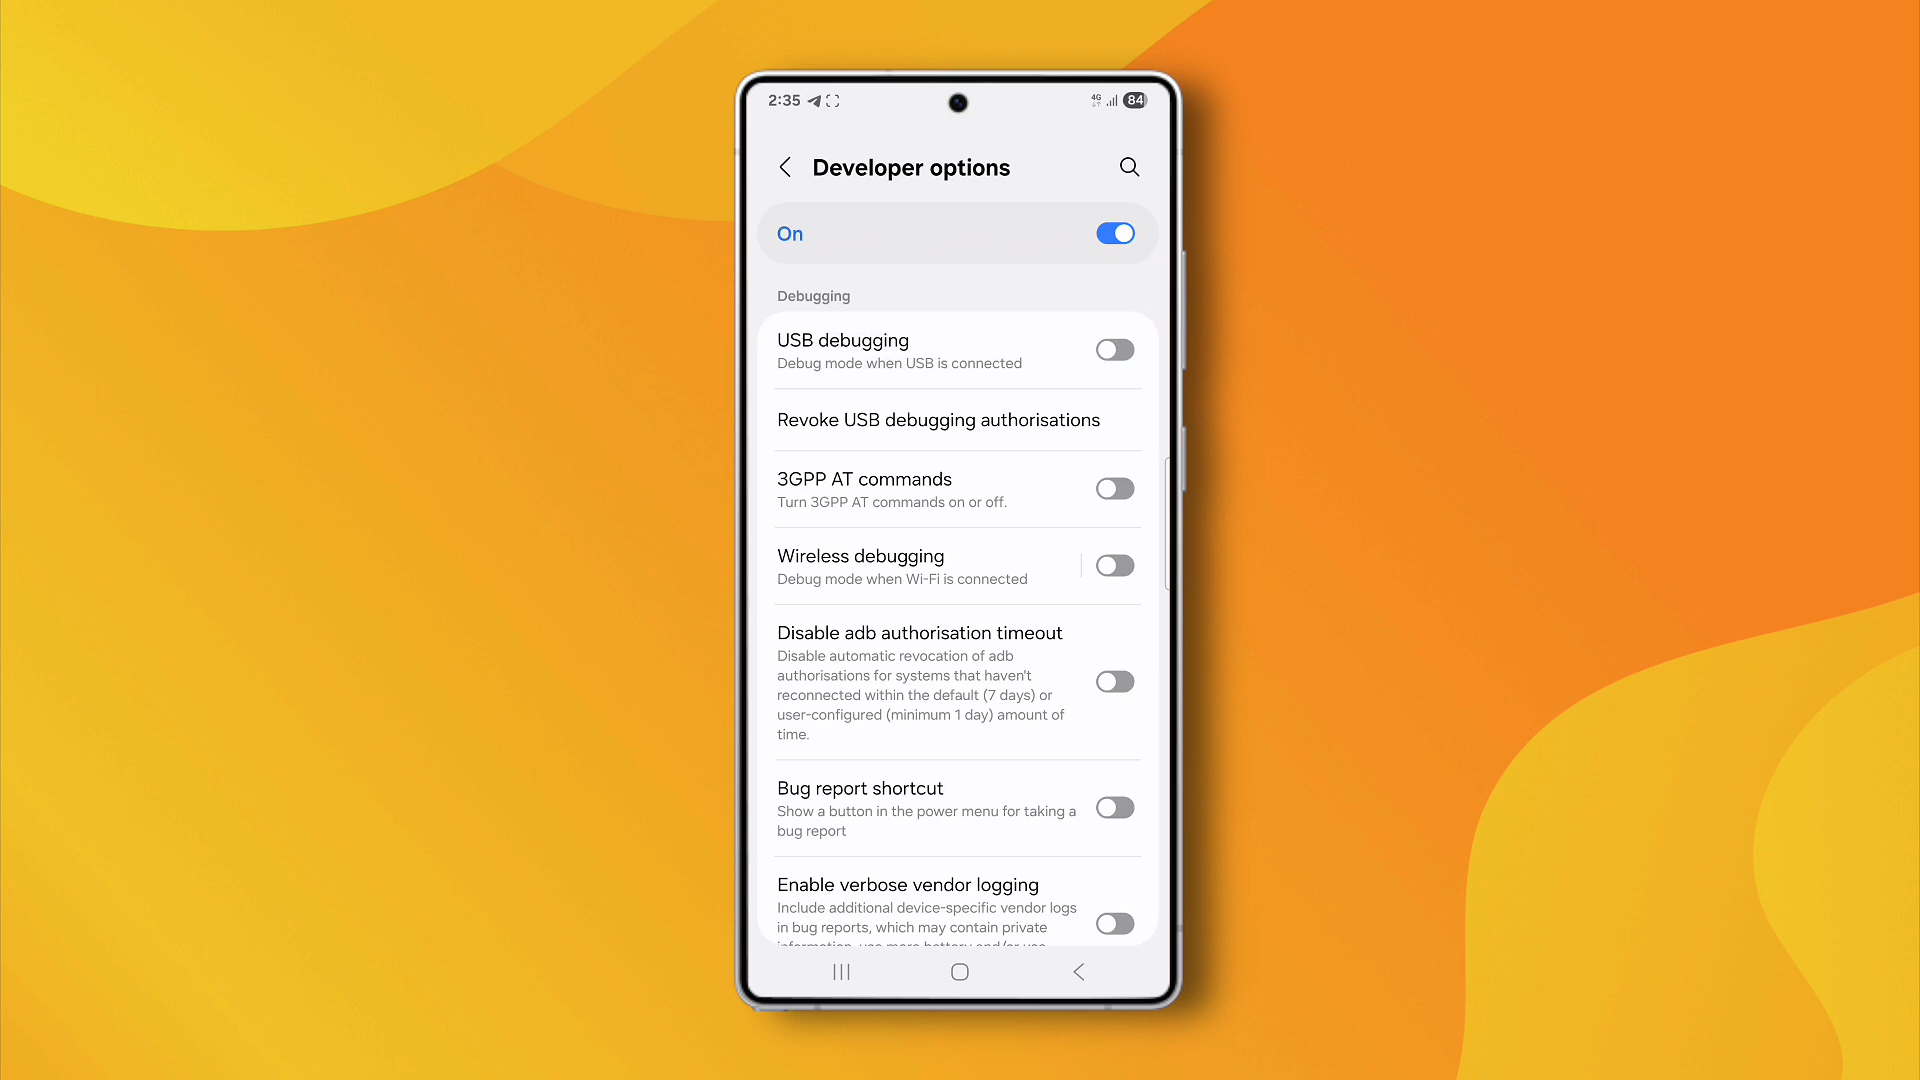 2:35
4G
84
Developer options
On
Debugging
USB debugging
Debug mode when USB is connected
Revoke USB debugging authorisations
3GPP AT commands
Turn 3GPP AT commands on or off.
Wireless debugging
Debug mode when Wi-Fi is connected
Disable adb authorisation timeout
Disable automatic revocation of adb
authorisations for systems that haven't
reconnected within the default (7 days) or
user-configured (minimum 1 day) amount of
time.
Bug report shortcut
Show a button in the power menu for taking a
bug report
Enable verbose vendor logging
Include additional device-specific vendor logs
in bug reports, which may contain private